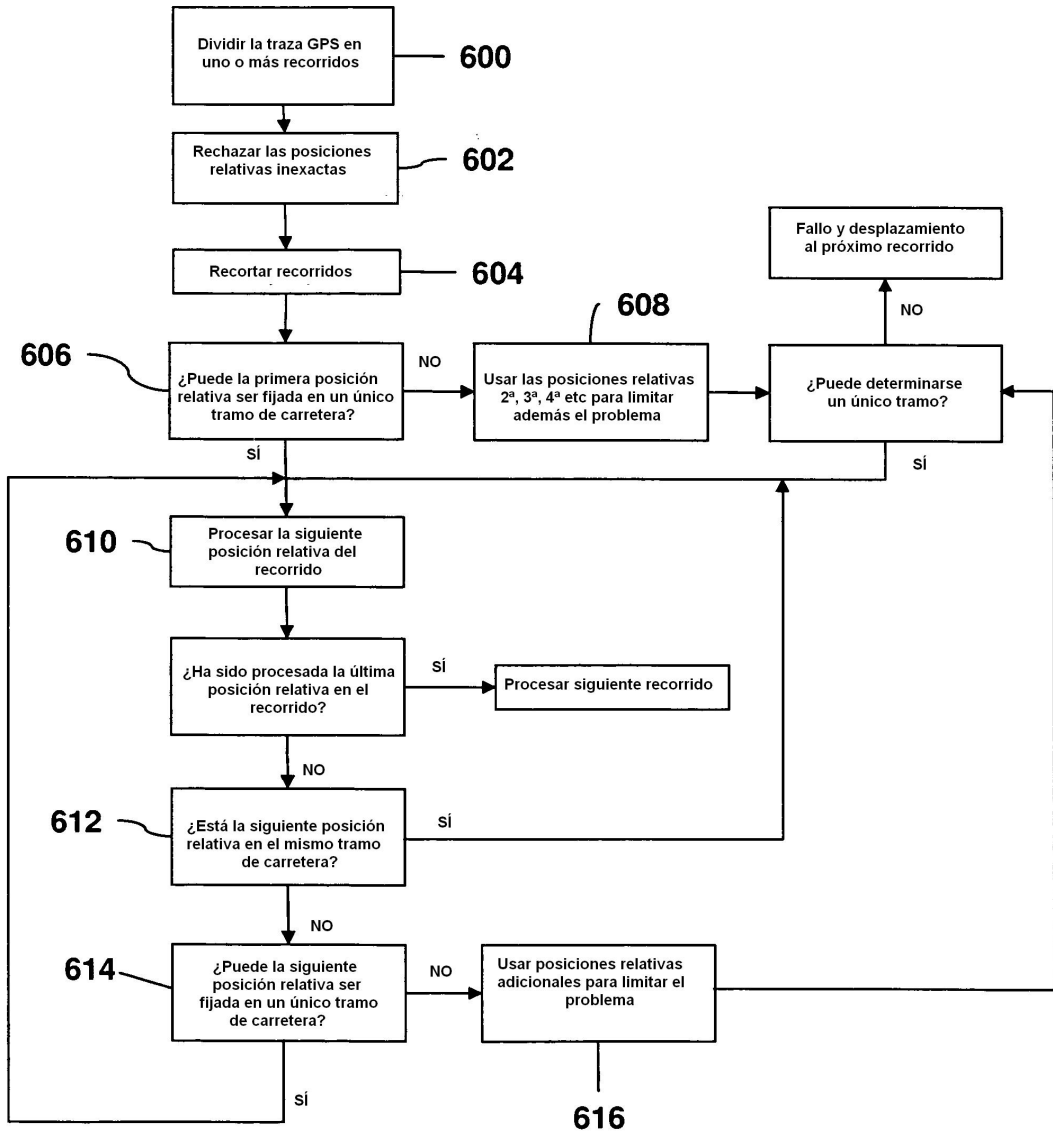 Dividir la traza GPS en
uno o más recorridos
600
Rechazar las posiciones
relativas inexactas
602
Recortar recorridos
604
Fallo y desplazamiento
al próximo recorrido
NO
606
¿Puede la primera posición
relativa ser fijada en un único
tramo de carretera?
NO
608
Usar las posiciones relativas
2ª, 3ª, 4ª etc para limitar
además el problema
¿Puede determinarse
un único tramo?
SÍ
SÍ
610
Procesar la siguiente
posición relativa del
recorrido
¿Ha sido procesada la última
posición relativa en el
recorrido?
SÍ
Procesar siguiente recorrido
NO
612
¿Está la siguiente posición
relativa en el mismo tramo
de carretera?
SÍ
NO
614
¿Puede la siguiente
posición relativa ser
fijada en un único tramo
de carretera?
NO
Usar posiciones relativas
adicionales para limitar el
problema
616
SÍ